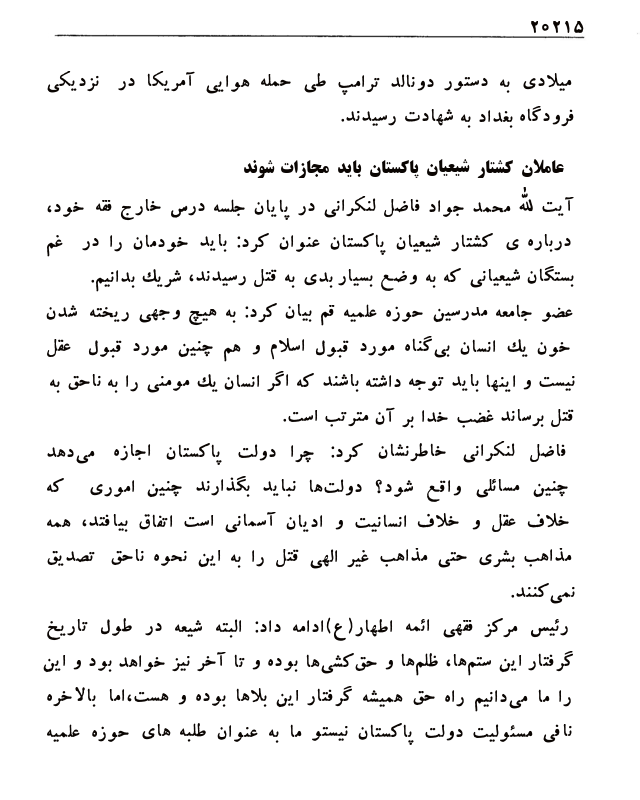 ۲۰۲۱۵
میلادی به دستور دونالد ترامپ طی حمله هوایی آمریکا در نزدیکی
فرودگاه بغداد به شهادت رسیدند.
عاملان کشتار شیعیان پاکستان باید مجازات شوند
آیت لله محمد جواد فاضل لنکرانی در پایان جلسه درس خارج فقه خود،
درباره ی کشتار شیعیان پاکستان عنوان کرد: باید خودمان را در غم
بستگان شیعیانی که به وضع بسیار بدی به قتل رسیدند، شریك بدانیم.
عضو جامعه مدرسین حوزه علمیه قم بیان کرد: به هیچ وجهی ریخته شدن
خون یك انسان بی‌گناه مورد قبول اسلام و هم چنین مورد قبول عقل
نیست و اینها باید توجه داشته باشند که اگر انسان یك مومنی را به ناحق به
قتل برساند غضب خدا بر آن مترتب است.
فاضل لنکرانی خاطرنشان کرد: چرا دولت پاکستان اجازه می‌دهد
چنین مسائلی واقع شود؟ دولت‌ها نباید بگذارند چنین اموری که
خلاف عقل و خلاف انسانیت و ادیان آسمانی است اتفاق بیافتد، همه
مذاهب بشری حتی مذاهب غیر الهی قتل را به این نحوه ناحق تصدیق
نمی‌کنند.
رئیس مرکز فقهی ائمه اطهار(ع)ادامه داد: البته شیعه در طول تاریخ
گرفتار این ستم‌ها، ظلم‌ها و حق‌کشی‌ها بوده و تا آخر نیز خواهد بود و این
را ما می‌دانیم راه حق همیشه گرفتار این بلاها بوده و هست،اما بالاخره
نافی مسئولیت دولت پاکستان نیستو ما به عنوان طلبه های حوزه علمیه